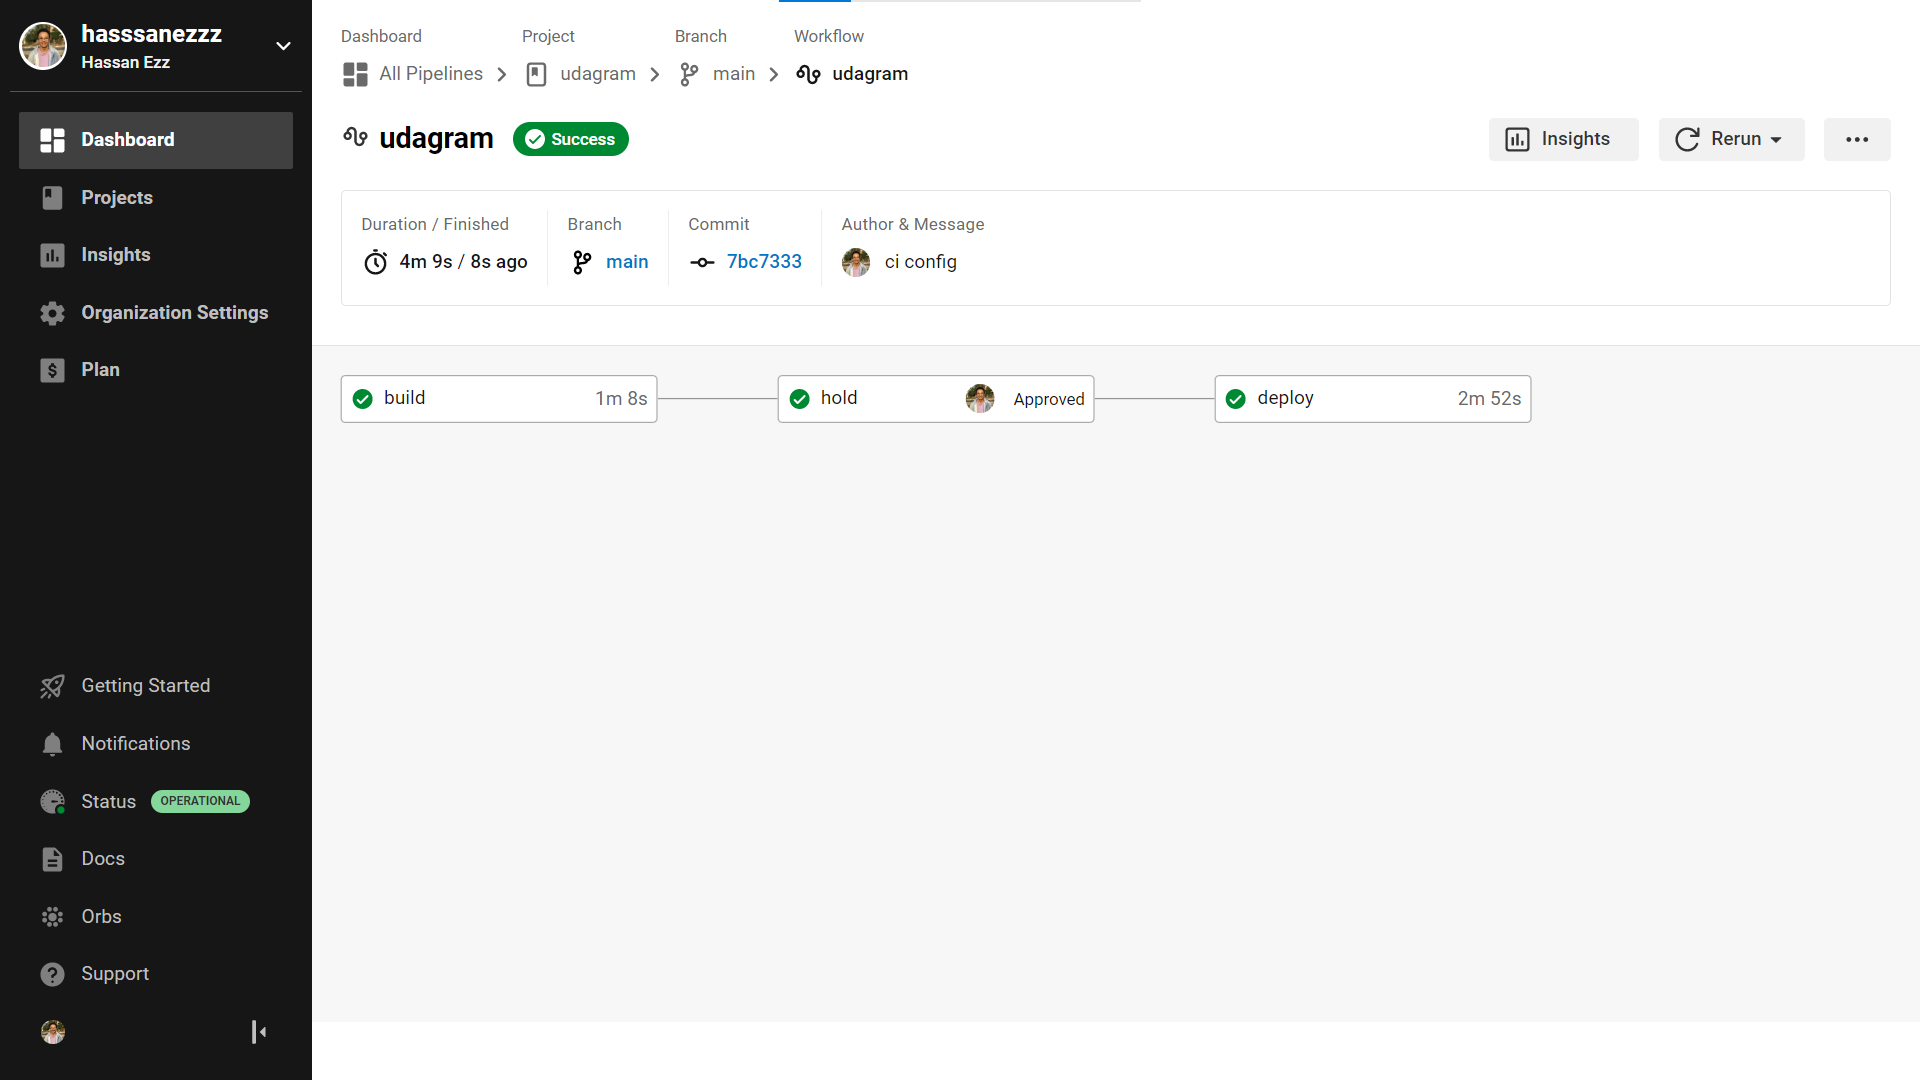 hasssanezzz
Hassan Ezz
Dashboard
Projects
Insights
Organization Settings
Plan
Getting Started
Notifications
Status OPERATIONAL
Docs
Orbs
Support
Dashboard Project Branch Workflow
All Pipelines udagram main udagram
udagram Success Insights Rerun
Duration / Finished Branch Commit Author & Message
4m 9s / 8s ago main 7bc7333 ci config
build 1m 8s hold Approved deploy 2m 52s